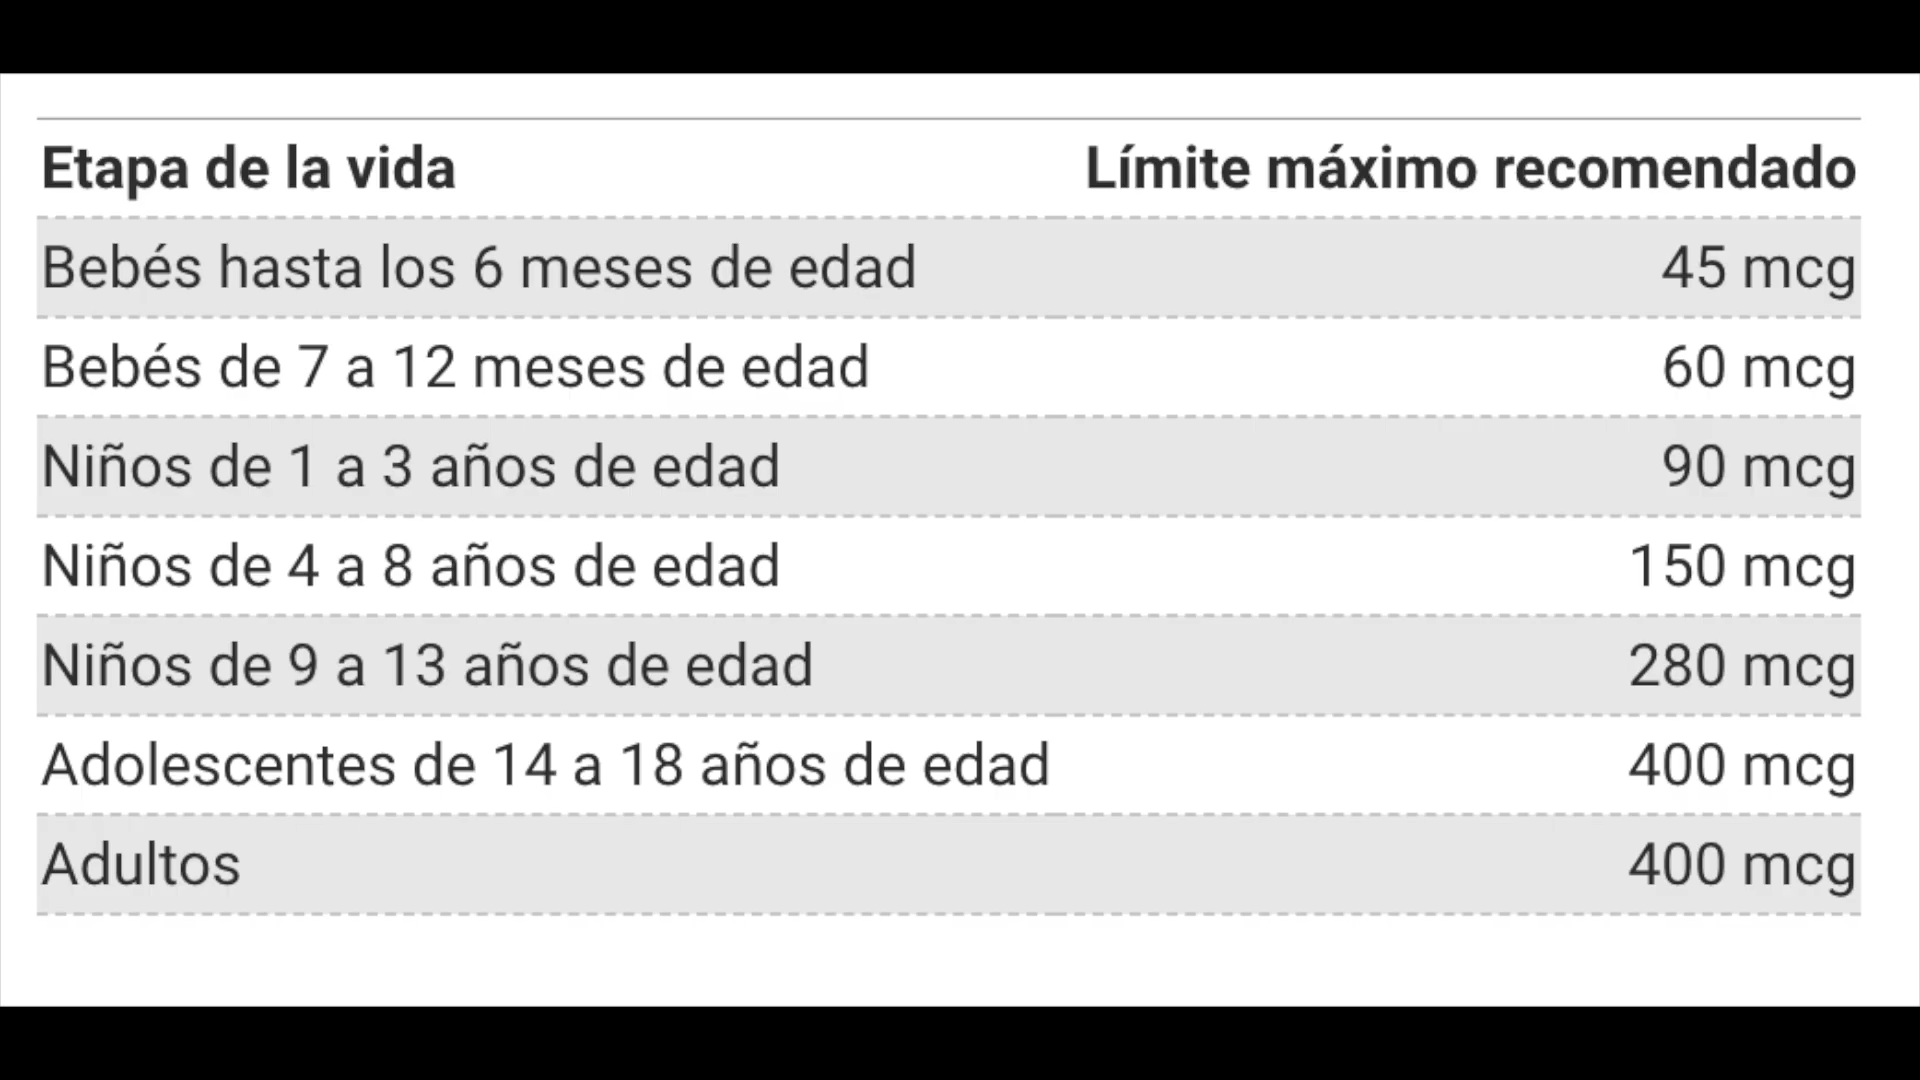 Etapa de la vida Límite máximo recomendado
Bebés hasta los 6 meses de edad 45 mcg
Bebés de 7 a 12 meses de edad 60 mcg
Niños de 1 a 3 años de edad 90 mcg
Niños de 4 a 8 años de edad 150 mcg
Niños de 9 a 13 años de edad 280 mcg
Adolescentes de 14 a 18 años de edad 400 mcg
Adultos 400 mcg